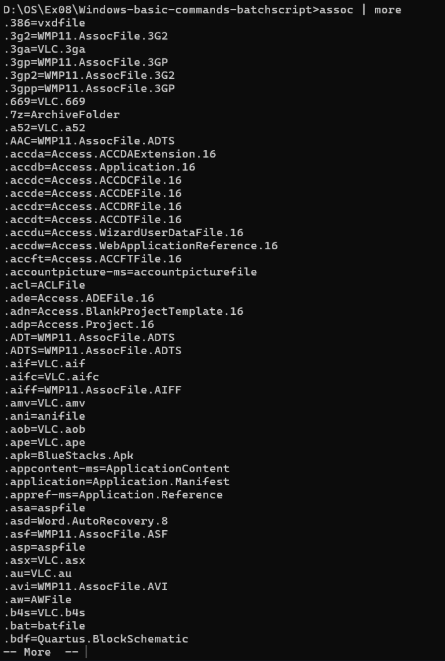 D:\OS\Ex08\Windows-basic-commands-batchscript>assoc | more
.386=vxdfile
.3g2=WMP11.AssocFile.3G2
.3ga=VLC.3ga
.3gp=WMP11.AssocFile.3GP
.3gp2=WMP11.AssocFile.3G2
.3gpp=WMP11.AssocFile.3GP
.669=VLC.669
.7z=ArchiveFolder
.a52=VLC.a52
.AAC=WMP11.AssocFile.ADTS
.accda=Access.ACCDAExtension.16
.accdb=Access.Application.16
.accdc=Access.ACCDCFile.16
.accde=Access.ACCDEFile.16
.accdr=Access.ACCDRFile.16
.accdt=Access.ACCDTFile.16
.accdu=Access.WizardUserDataFile.16
.accdw=Access.WebApplicationReference.16
.accft=Access.ACCFTFile.16
.accountpicture-ms=accountpicturefile
.acl=ACLFile
.ade=Access.ADEFile.16
.adn=Access.BlankProjectTemplate.16
.adp=Access.Project.16
.ADT=WMP11.AssocFile.ADTS
.ADTS=WMP11.AssocFile.ADTS
.aif=VLC.aif
.aifc=VLC.aifc
.aiff=WMP11.AssocFile.AIFF
.amv=VLC.amv
.ani=anifile
.aob=VLC.aob
.ape=VLC.ape
.apk=BlueStacks.Apk
.appcontent-ms=ApplicationContent
.application=Application.Manifest
.appref-ms=Application.Reference
.asa=aspfile
.asd=Word.AutoRecovery.8
.asf=WMP11.AssocFile.ASF
.asp=aspfile
.asx=VLC.asx
.au=VLC.au
.avi=WMP11.AssocFile.AVI
.aw=AWFile
.b4s=VLC.b4s
.bat=batfile
.bdf=Quartus.BlockSchematic
-- More  --